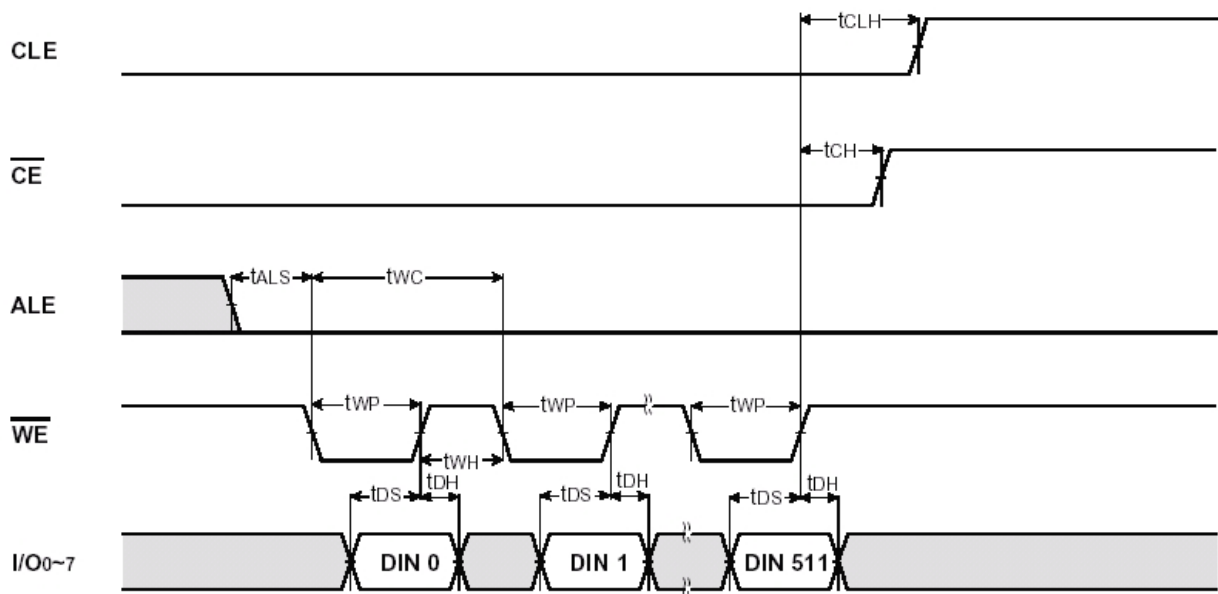 CLE
tCLH
CE
tCH
ALE
tALS
tWC
WE
tWP
tWP
tWP
tWH
tDS
tDH
tDS
tDH
tDS
tDH
I/O0~7
DIN 0
DIN 1
DIN 511